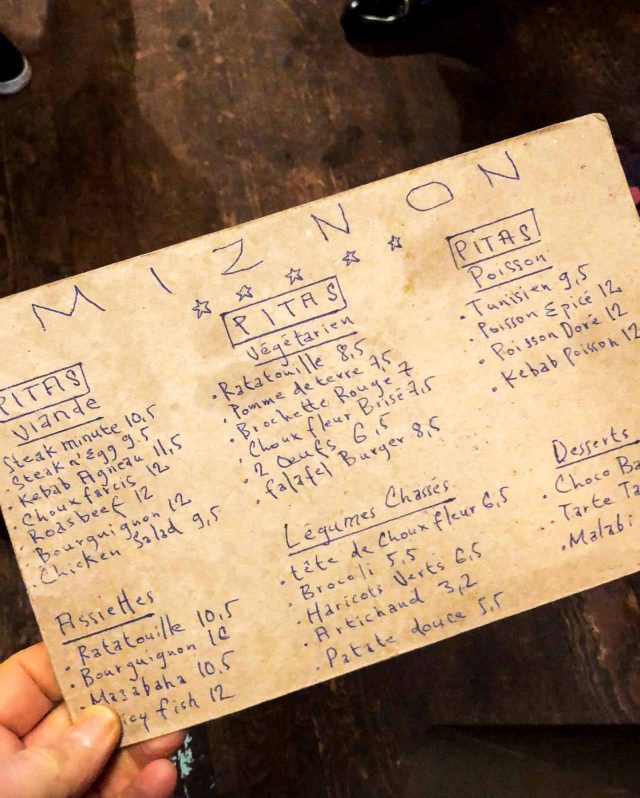 MIZNON
PITAS
Viande
Steak minute 10,5
Steak n'Egg 9,5
Kebab Agneau 11,5
Choux farcis 12
Roasbeef 12
Bourguignon 12
Chicken Salad 9,5
Assiettes
• Ratatouille 10,5
• Bourguignon
• Masabaha 10,5
fish 12
PITAS
Végétarien
• Ratatouille 8,5
• Pomme de terre 7,5
• Brochette Rouge 7
• Choux fleur Brisé 7,5
• 2 Oeufs 6,5
• falafel Burger 8,5
Légumes Chassés
• tête de Choux fleur 6,5
• Brocoli 5,5
• Haricots Verts 6,5
• Artichaud 3,2
• Patate douce 5,5
PITAS
Poisson
• Tunisien 9,5
• Poisson Epicé 12
• Poisson Doré 12
• Kebab Poisson 12
Desserts
• Choco
• Tarte
• Malabi